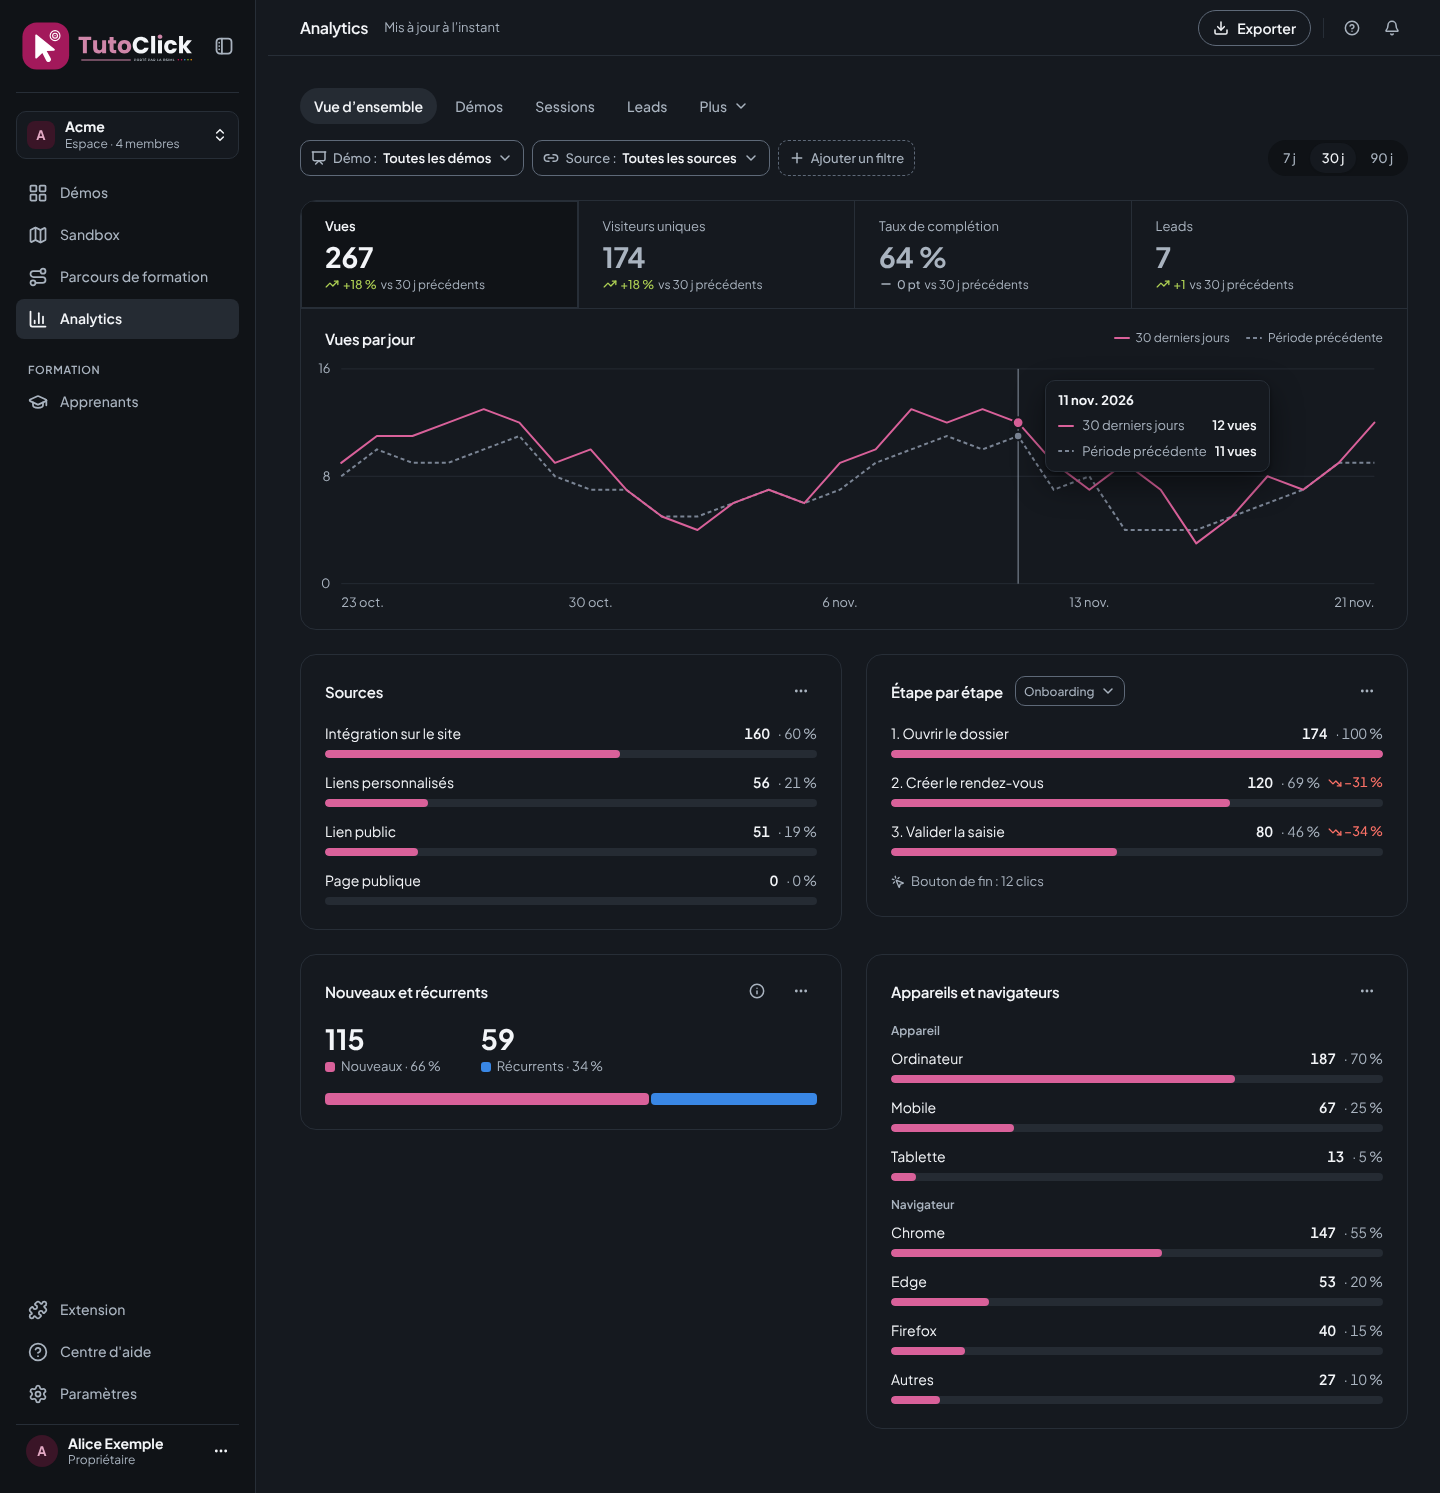 TutoClick
Acme
Espace · 4 membres
Démos
Sandbox
Parcours de formation
Analytics
FORMATION
Apprenants
Extension
Centre d'aide
Paramètres
Alice Exemple
Propriétaire
Analytics Mis à jour à l'instant
Exporter
Vue d'ensemble Démos Sessions Leads Plus
Démo : Toutes les démos Source : Toutes les sources Ajouter un filtre 7 j 30 j 90 j
Vues
267
+18 % vs 30 j précédents
Visiteurs uniques
174
+18 % vs 30 j précédents
Taux de complétion
64 %
0 pt vs 30 j précédents
Leads
7
+1 vs 30 j précédents
Vues par jour
30 derniers jours Période précédente
16
8
0
11 nov. 2026
30 derniers jours 12 vues
Période précédente 11 vues
23 oct. 30 oct. 6 nov. 13 nov. 21 nov.
Sources
Intégration sur le site 160 · 60 %
Liens personnalisés 56 · 21 %
Lien public 51 · 19 %
Page publique 0 · 0 %
Étape par étape Onboarding
1. Ouvrir le dossier 174 · 100 %
2. Créer le rendez-vous 120 · 69 % −31 %
3. Valider la saisie 80 · 46 % −34 %
Bouton de fin : 12 clics
Nouveaux et récurrents
115
Nouveaux · 66 %
59
Récurrents · 34 %
Appareils et navigateurs
Appareil
Ordinateur 187 · 70 %
Mobile 67 · 25 %
Tablette 13 · 5 %
Navigateur
Chrome 147 · 55 %
Edge 53 · 20 %
Firefox 40 · 15 %
Autres 27 · 10 %